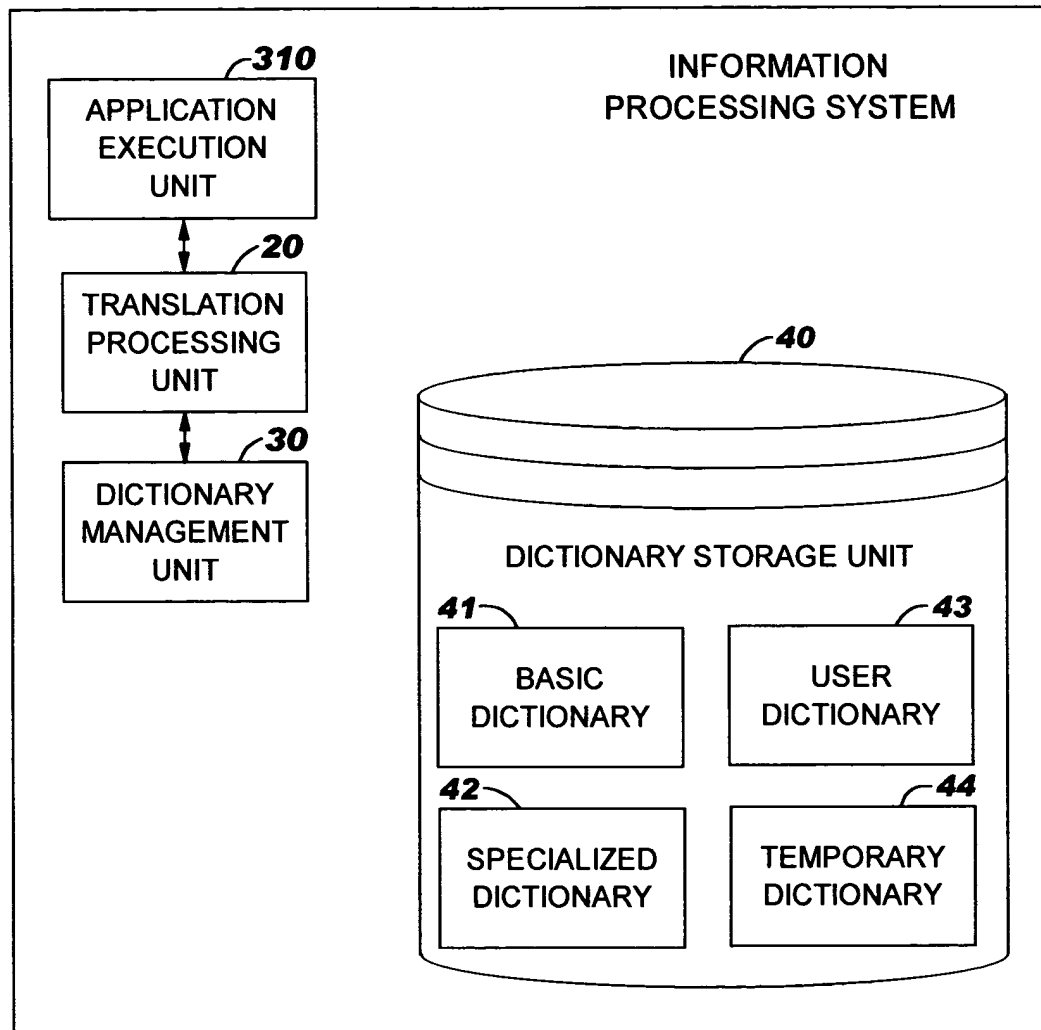 310
APPLICATION
EXECUTION
UNIT
INFORMATION
PROCESSING SYSTEM
20
TRANSLATION
PROCESSING
UNIT
30
DICTIONARY
MANAGEMENT
UNIT
40
DICTIONARY STORAGE UNIT
41
BASIC
DICTIONARY
43
USER
DICTIONARY
42
SPECIALIZED
DICTIONARY
44
TEMPORARY
DICTIONARY